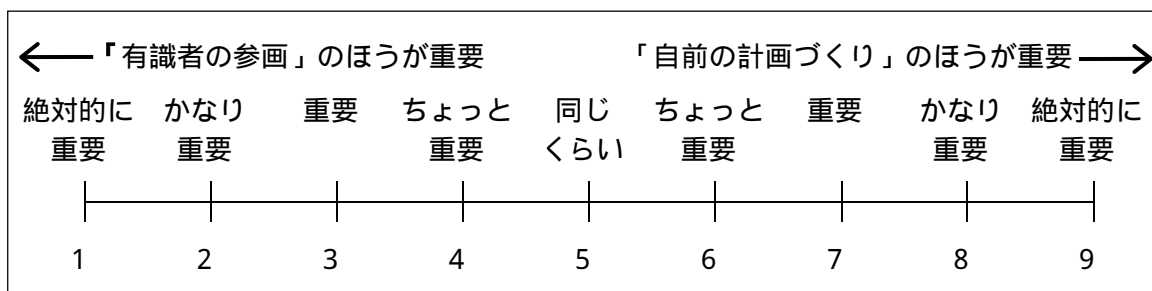 「有識者の参画」のほうが重要 「自前の計画づくり」のほうが重要
絶対的に かなり 重要 ちょっと 同じ ちょっと 重要 かなり 絶対的に
重要 重要 重要 くらい 重要 重要 重要
1 2 3 4 5 6 7 8 9